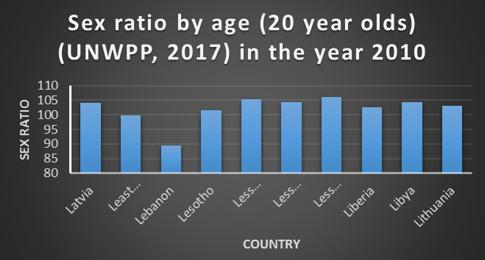 Sex ratio by age (20 year olds)
(UNWPP, 2017) in the year 2010
110
105
100
95
90
85
80
SEX RATIO
Latvia
Least...
Lebanon
Lesotho
Less...
Less...
Less...
Liberia
Libya
Lithuania
COUNTRY